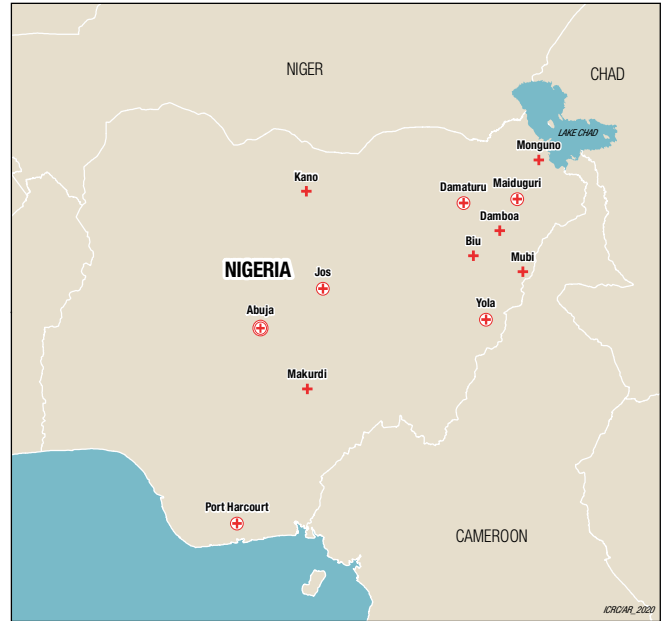 NIGER
CHAD
LAKE CHAD
Monguno
Kano
Damaturu
Maiduguri
Damboa
Biu
Mubi
NIGERIA
Jos
Abuja
Yola
Makurdi
Port Harcourt
CAMEROON
ICRC/AR_2020